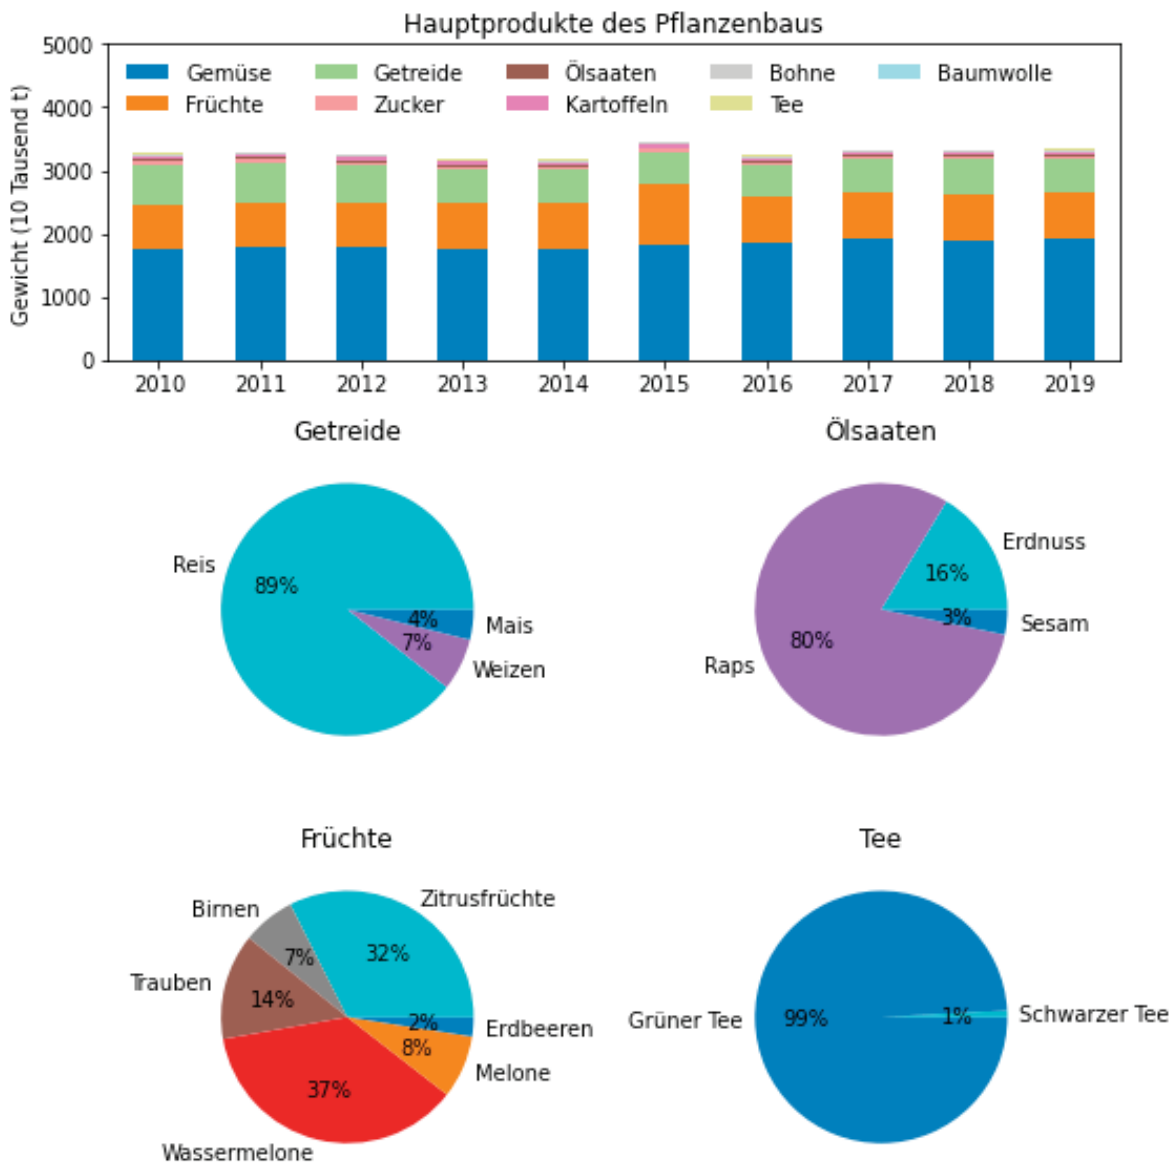 Hauptprodukte des Pflanzenbaus
Gewicht (10 Tausend t)
5000
4000
3000
2000
1000
0
Gemüse Getreide Ölsaaten Bohne Baumwolle
Früchte Zucker Kartoffeln Tee
2010 2011 2012 2013 2014 2015 2016 2017 2018 2019
Getreide
Reis
89%
4%
Mais
7%
Weizen
Ölsaaten
Erdnuss
16%
3%
Sesam
80%
Raps
Früchte
Zitrusfrüchte
Birnen
32%
7%
Trauben
14%
2%
Erdbeeren
8%
Melone
37%
Wassermelone
Tee
Grüner Tee
99%
1%
Schwarzer Tee